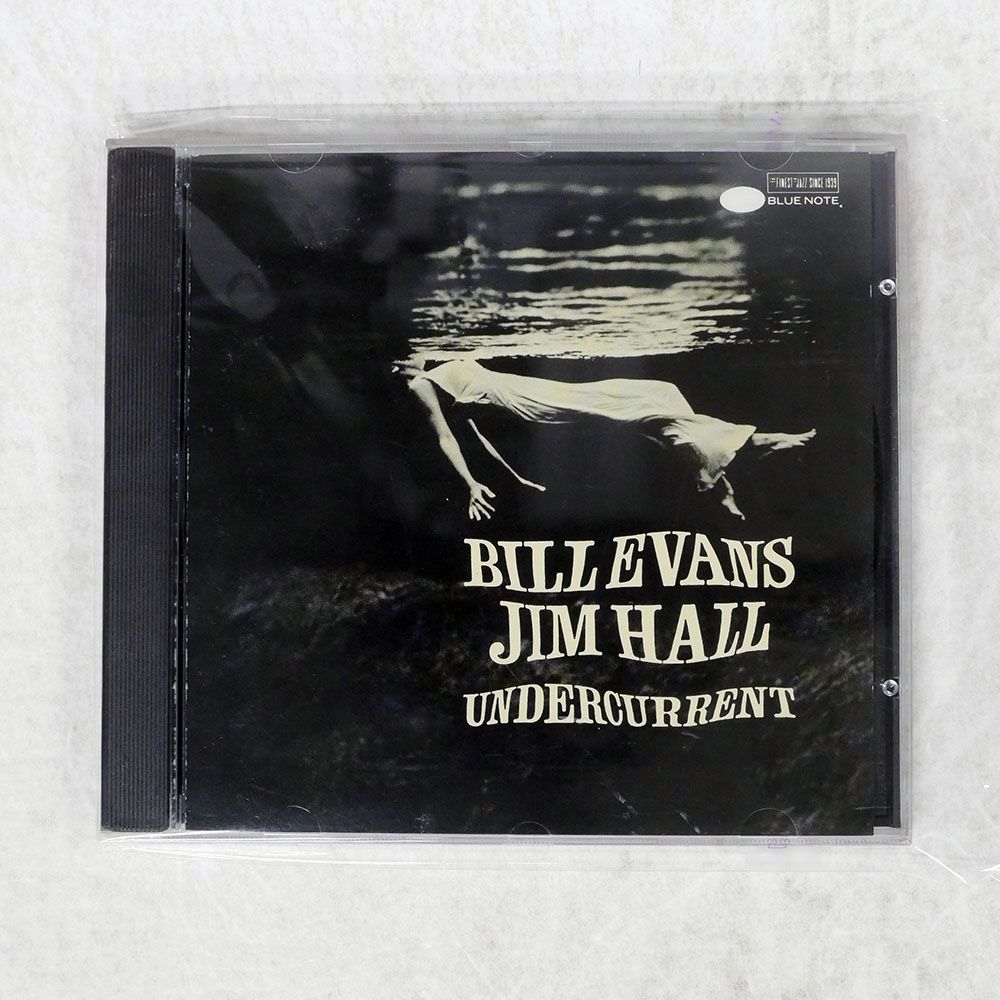 THE FINEST IN JAZZ SINCE 1939
BLUE NOTE
BILL EVANS
JIM HALL
UNDERCURRENT